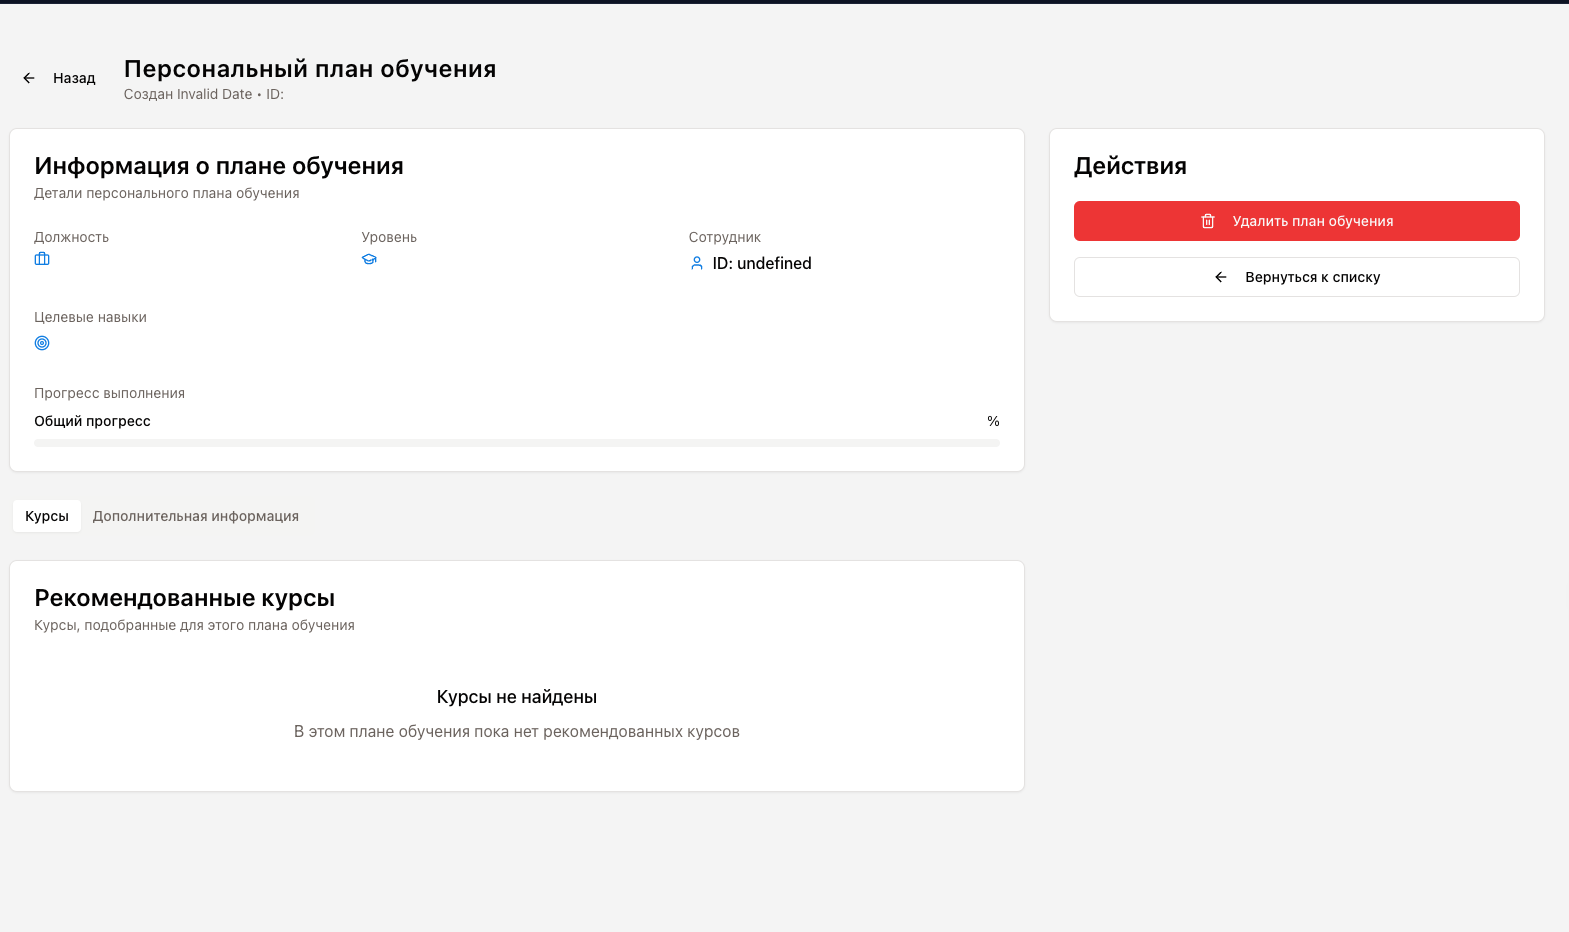 Назад
Персональный план обучения
Создан Invalid Date • ID:
Информация о плане обучения
Детали персонального плана обучения
Должность
Уровень
Сотрудник
ID: undefined
Целевые навыки
Прогресс выполнения
Общий прогресс
%
Действия
Удалить план обучения
Вернуться к списку
Курсы
Дополнительная информация
Рекомендованные курсы
Курсы, подобранные для этого плана обучения
Курсы не найдены
В этом плане обучения пока нет рекомендованных курсов